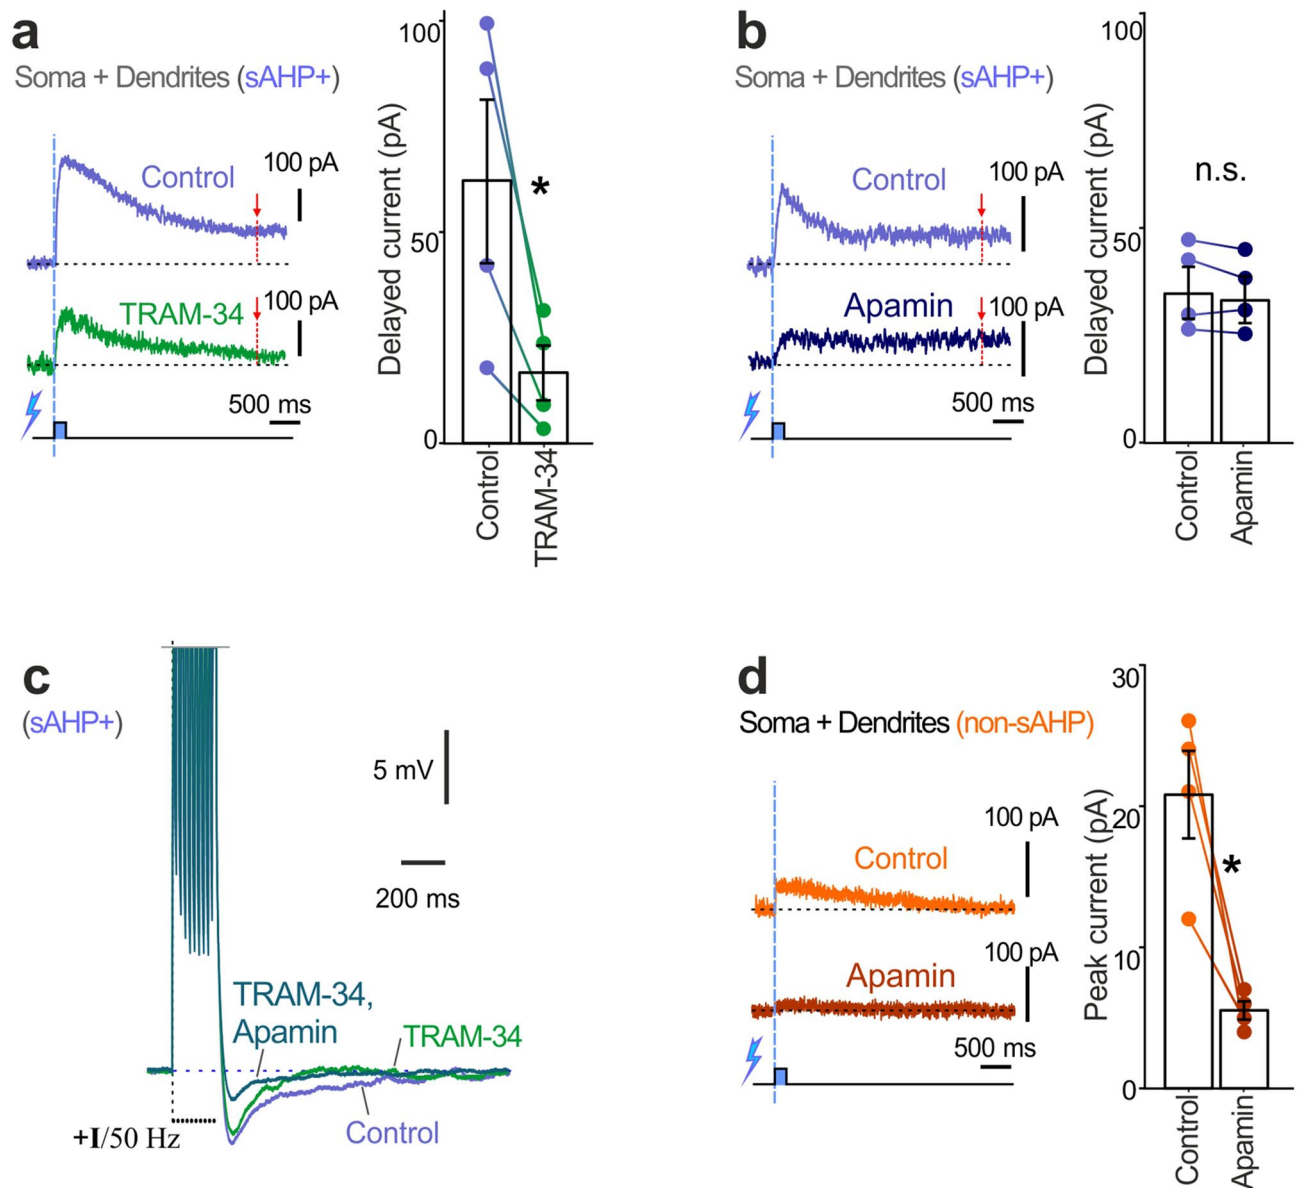 a
Soma + Dendrites (sAHP+)
Control
100 pA
TRAM-34
100 pA
500 ms
Delayed current (pA)
100
50
0
*
Control
TRAM-34
b
Soma + Dendrites (sAHP+)
Control
100 pA
Apamin
100 pA
500 ms
Delayed current (pA)
100
50
0
n.s.
Control
Apamin
c
(sAHP+)
5 mV
200 ms
TRAM-34,
Apamin
TRAM-34
Control
+I/50 Hz
d
Soma + Dendrites (non-sAHP)
Control
100 pA
Apamin
100 pA
500 ms
Peak current (pA)
30
20
10
0
*
Control
Apamin